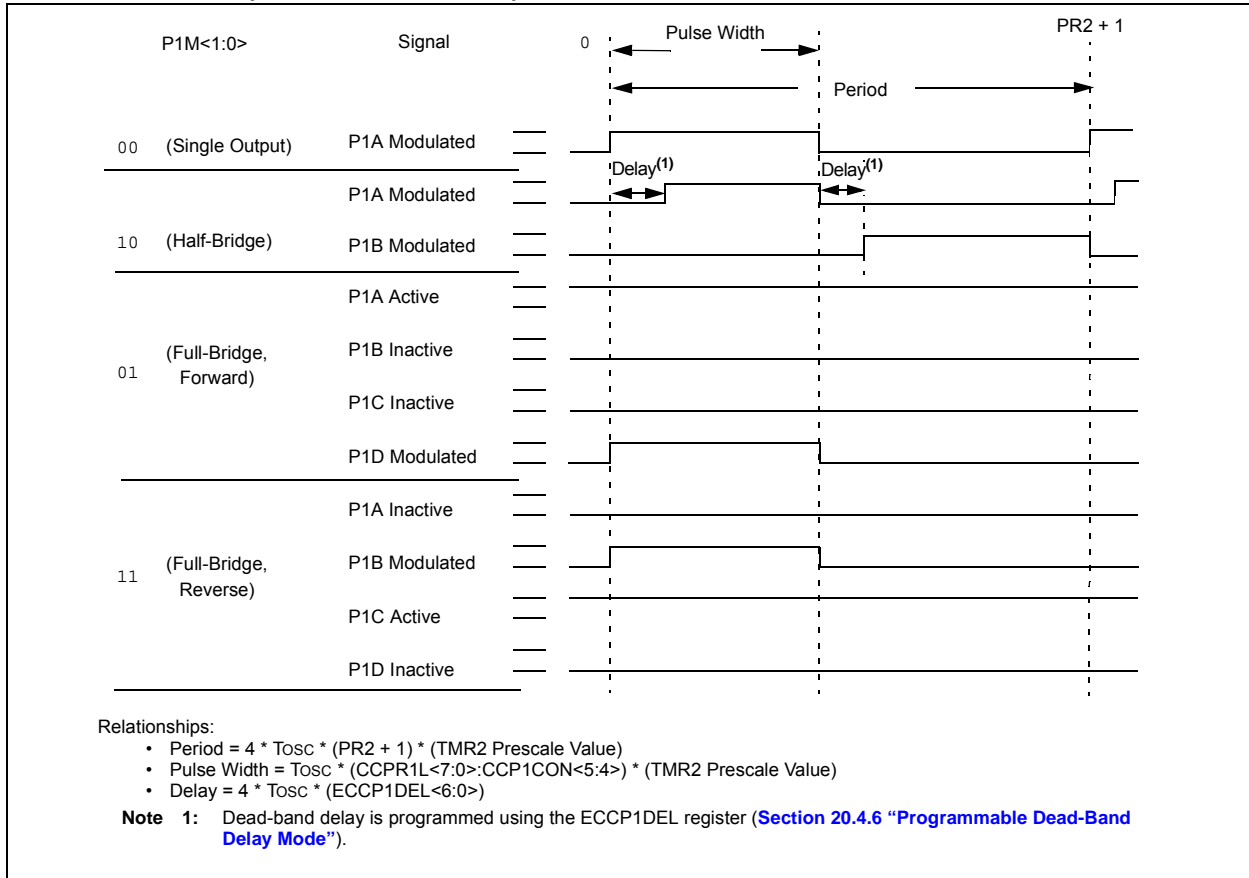 P1M<1:0> Signal 0 Pulse Width PR2 + 1
Period
00 (Single Output) P1A Modulated
Delay(1) Delay(1)
P1A Modulated
10 (Half-Bridge) P1B Modulated
P1A Active
01 (Full-Bridge, Forward) P1B Inactive
P1C Inactive
P1D Modulated
P1A Inactive
11 (Full-Bridge, Reverse) P1B Modulated
P1C Active
P1D Inactive
Relationships:
• Period = 4 * TOSC * (PR2 + 1) * (TMR2 Prescale Value)
• Pulse Width = TOSC * (CCPR1L<7:0>:CCP1CON<5:4>) * (TMR2 Prescale Value)
• Delay = 4 * TOSC * (ECCP1DEL<6:0>)
Note 1: Dead-band delay is programmed using the ECCP1DEL register (Section 20.4.6 “Programmable Dead-Band
Delay Mode”).